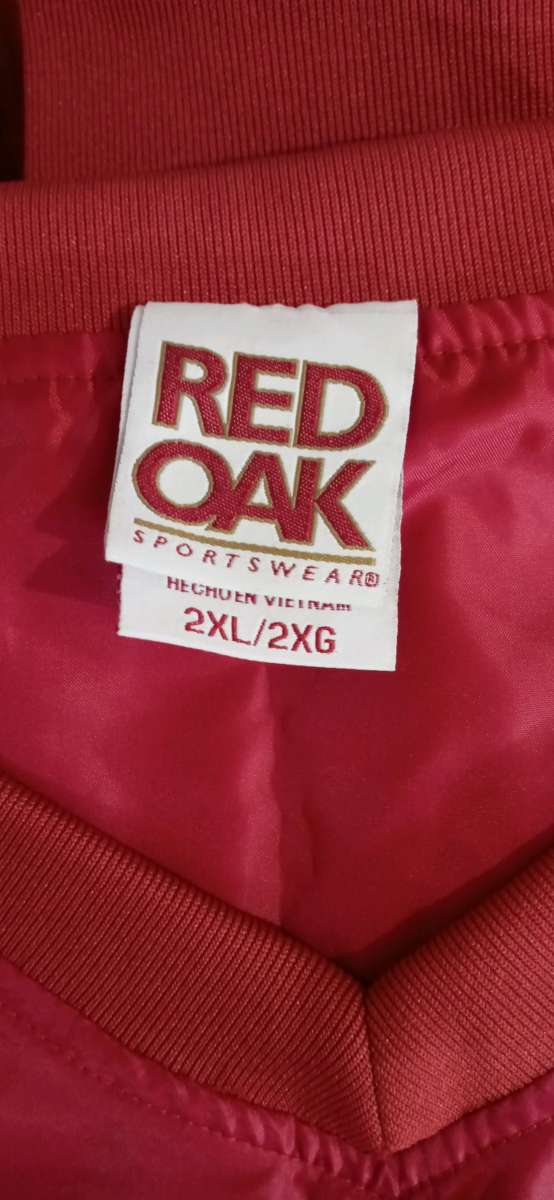 RED
OAK
SPORTSWEAR®
HECHO EN VIETNAM
2XL/2XG